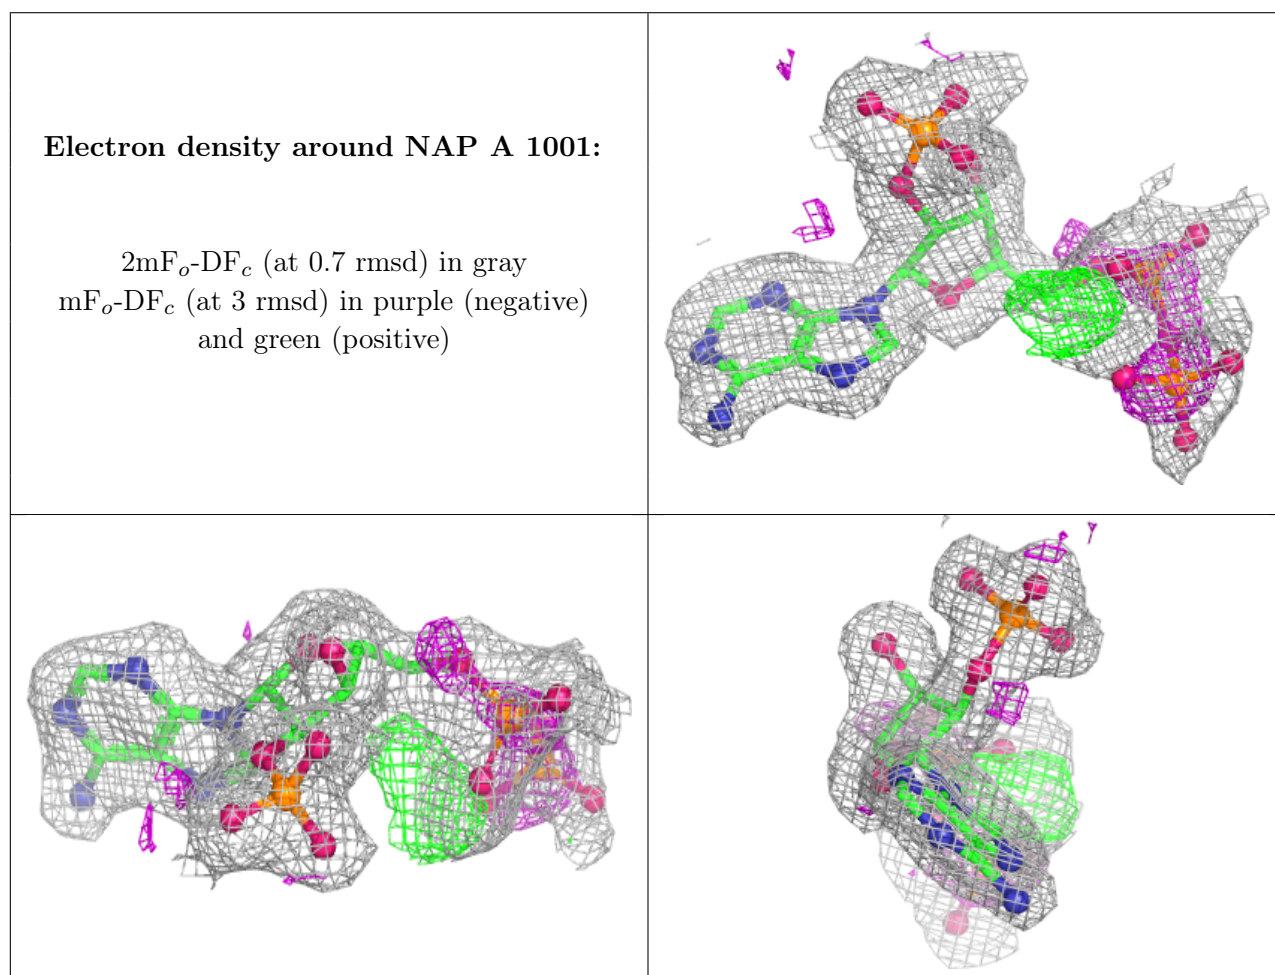 Electron density around NAP A 1001:
2mFo-DFc (at 0.7 rmsd) in gray
mFo-DFc (at 3 rmsd) in purple (negative)
and green (positive)